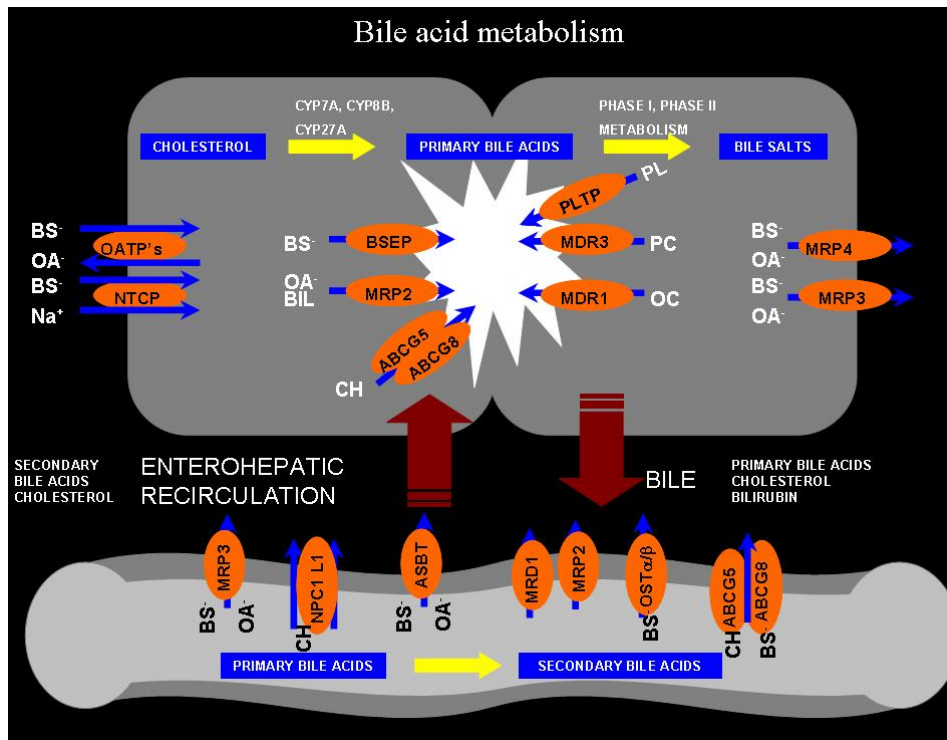 Bile acid metabolism
CYP7A, CYP8B,
CYP27A
PHASE I, PHASE II
METABOLISM
CHOLESTEROL
PRIMARY BILE ACIDS
BILE SALTS
PL
PLTP
BS-
OATP's
OA-
BS-
NTCP
Na+
BS-
BSEP
OA-
BIL
MRP2
ABCG5
ABCG8
CH
MDR3
PC
MDR1
OC
BS-
OA-
MRP4
BS-
OA-
MRP3
SECONDARY
BILE ACIDS
CHOLESTEROL
ENTEROHEPATIC
RECIRCULATION
BILE
PRIMARY BILE ACIDS
CHOLESTEROL
BILIRUBIN
MRP3
BS-
OA-
NPC1 L1
CH
ASBT
BS-
OA-
MRD1
MRP2
OSTα/β
BS-
ABCG5
CH
ABCG8
BS-
PRIMARY BILE ACIDS
SECONDARY BILE ACIDS